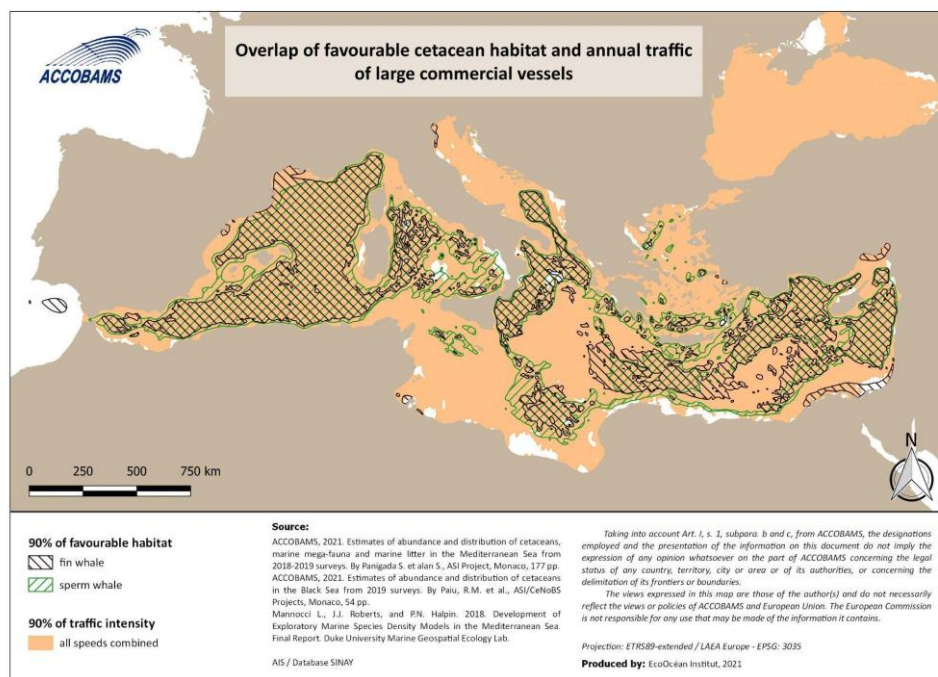 ACCOBAMS
Overlap of favourable cetacean habitat and annual traffic
of large commercial vessels
N
0 250 500 750 km
90% of favourable habitat
fin whale
sperm whale
90% of traffic intensity
all speeds combined
Source:
ACCOBAMS, 2021. Estimates of abundance and distribution of cetaceans,
marine mega-fauna and marine litter in the Mediterranean Sea from
2018-2019 surveys. By Panigada S. et alan S., ASI Project, Monaco, 177 pp.
ACCOBAMS, 2021. Estimates of abundance and distribution of cetaceans
in the Black Sea from 2019 surveys. By Paiu, R.M. et al., ASI/CeNoBS
Projects, Monaco, 54 pp.
Mannocci L., J.J. Roberts, and P.N. Halpin. 2018. Development of
Exploratory Marine Species Density Models in the Mediterranean Sea.
Final Report. Duke University Marine Geospatial Ecology Lab.
AIS / Database SINAY
Taking into account Art. I, s. 1, subpara. b and c, from ACCOBAMS, the designations
employed and the presentation of the information on this document do not imply the
expression of any opinion whatsoever on the part of ACCOBAMS concerning the legal
status of any country, territory, city or area or of its authorities, or concerning the
delimitation of its frontiers or boundaries.
The views expressed in this map are those of the author(s) and do not necessarily
reflect the views or policies of ACCOBAMS and European Union. The European Commission
is not responsible for any use that may be made of the information it contains.
Projection: ETRS89-extended / LAEA Europe - EPSG: 3035
Produced by: EcoOcéan Institut, 2021